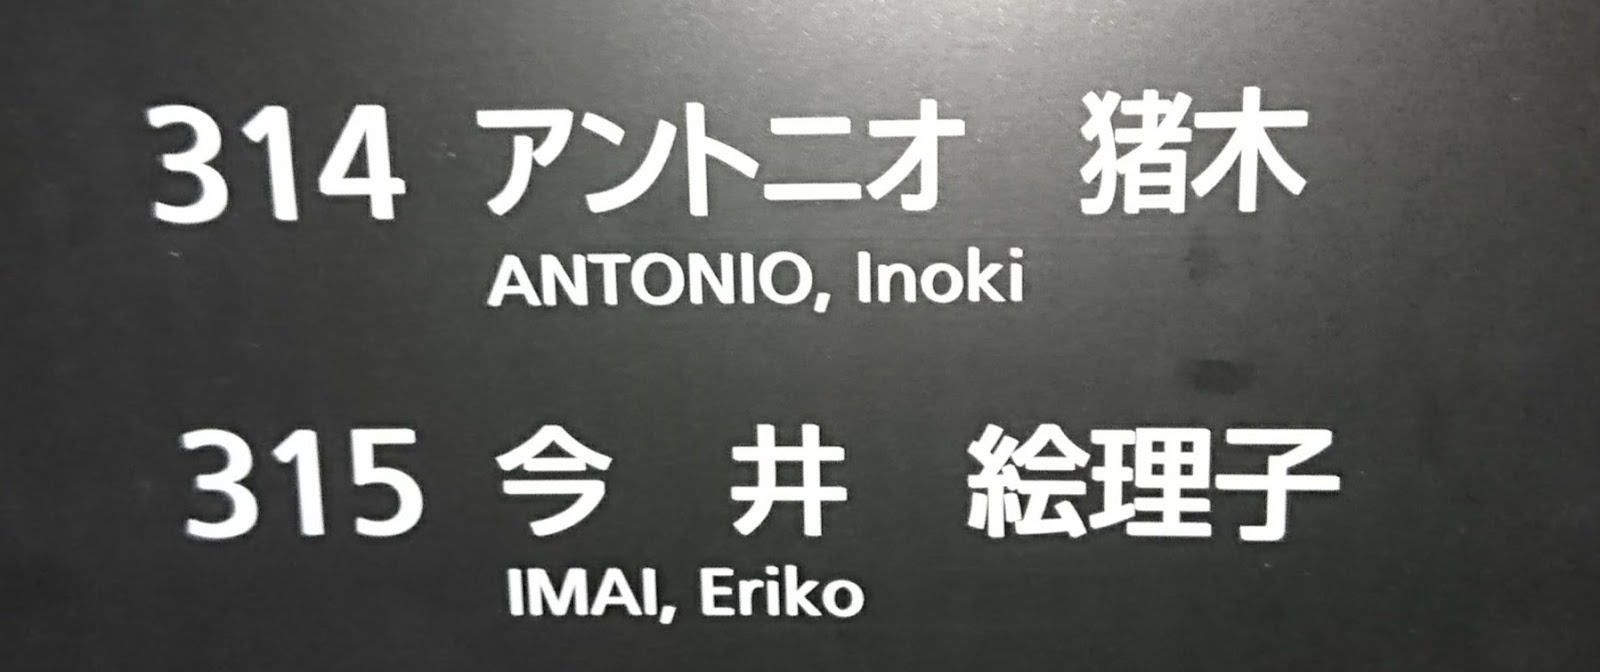 314 アントニオ 猪木
ANTONIO, Inoki
315 今 井 絵理子
IMAI, Eriko